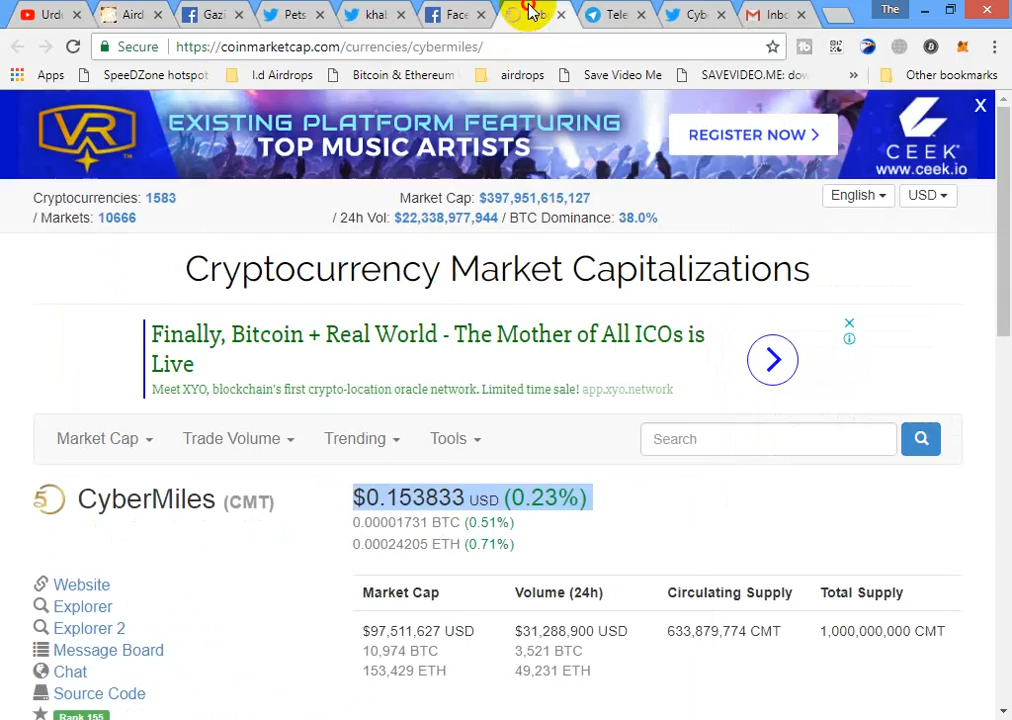 Urdu
Aird
Gazi
Pets
khal
Face
Cyb
Tele
Cyb
Inbo
The
Secure https://coinmarketcap.com/currencies/cybermiles/
Apps SpeeDZone hotspot I.d Airdrops Bitcoin & Ethereum airdrops Save Video Me SAVEVIDEO.ME: dow » Other bookmarks
VR
EXISTING PLATFORM FEATURING
TOP MUSIC ARTISTS
REGISTER NOW >
CEEK
www.ceek.io
X
Cryptocurrencies: 1583
/ Markets: 10666
Market Cap: $397,951,615,127
/ 24h Vol: $22,338,977,944 / BTC Dominance: 38.0%
English
USD
Cryptocurrency Market Capitalizations
Finally, Bitcoin + Real World - The Mother of All ICOs is
Live
Meet XYO, blockchain's first crypto-location oracle network. Limited time sale! app.xyo.network
Market Cap Trade Volume Trending Tools Search
CyberMiles (CMT)
$0.153833 USD (0.23%)
0.00001731 BTC (0.51%)
0.00024205 ETH (0.71%)
Website
Explorer
Explorer 2
Message Board
Chat
Source Code
Rank 155
Market Cap Volume (24h) Circulating Supply Total Supply
$97,511,627 USD $31,288,900 USD 633,879,774 CMT 1,000,000,000 CMT
10,974 BTC 3,521 BTC
153,429 ETH 49,231 ETH